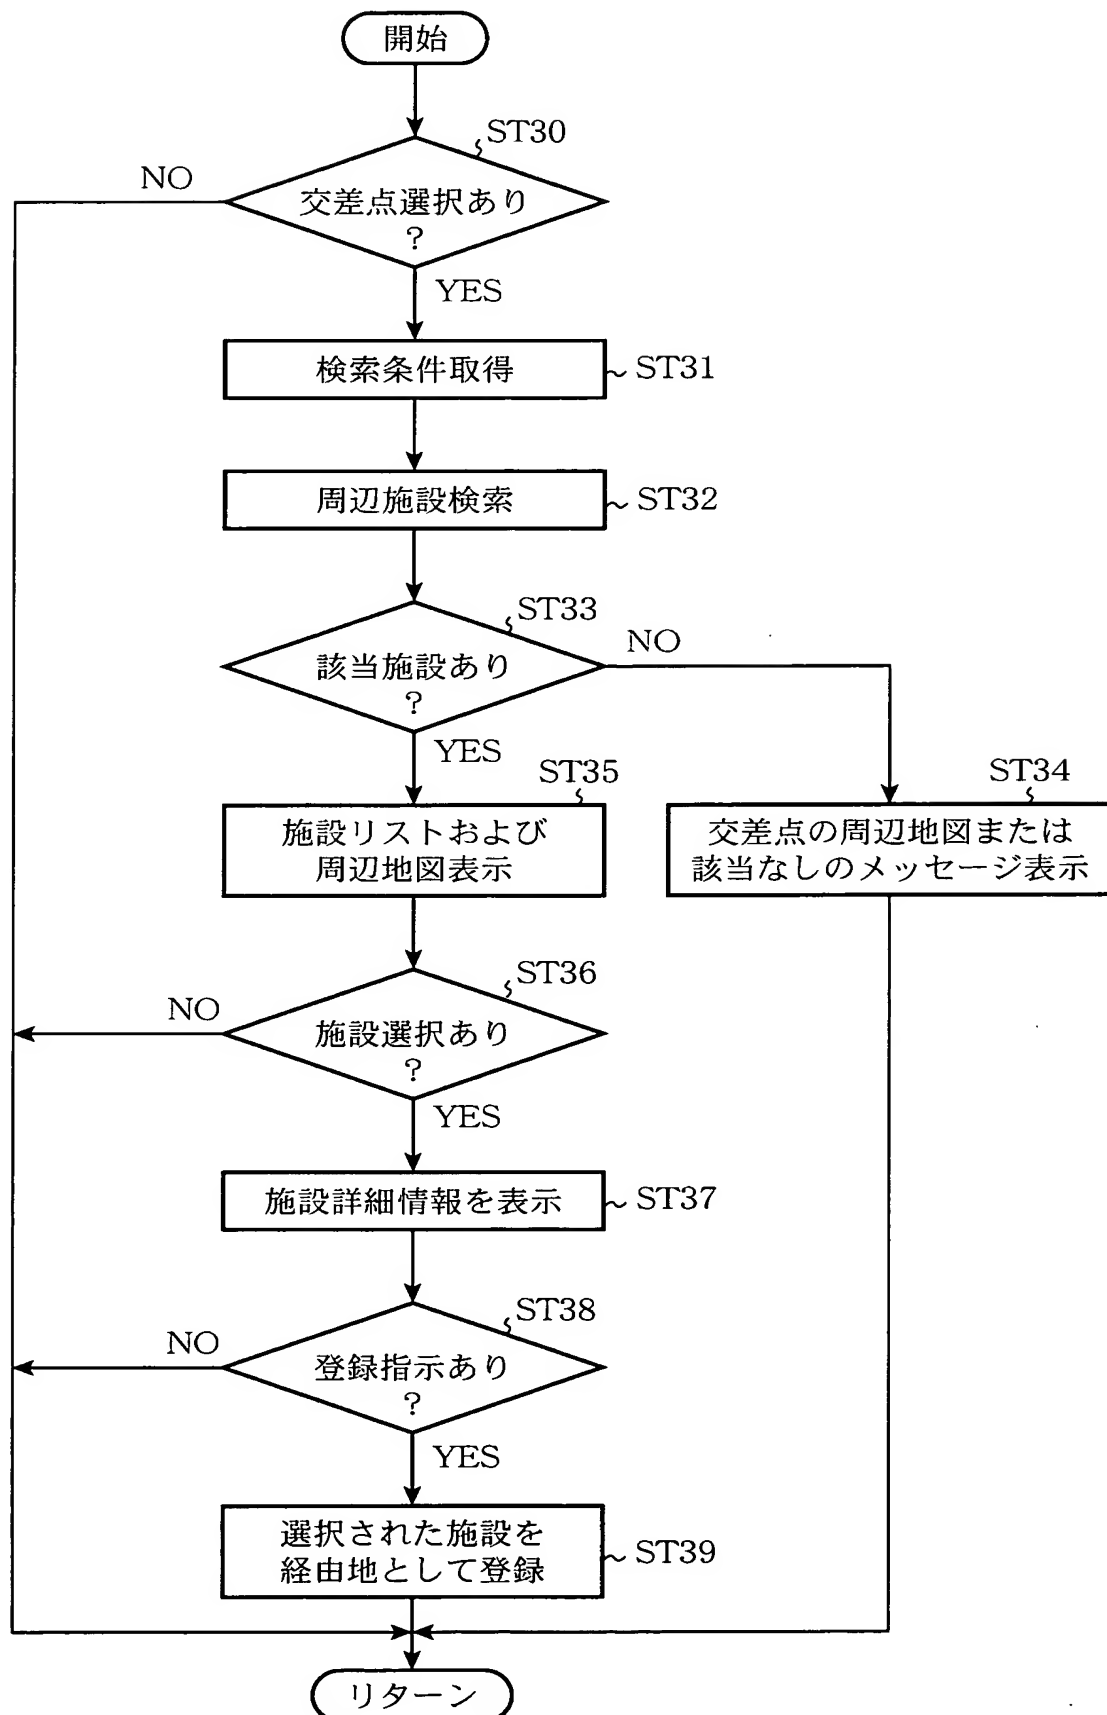 開始
ST30
NO
交差点選択あり
?
YES
検索条件取得
ST31
周辺施設検索
ST32
ST33
NO
該当施設あり
?
YES
ST35
施設リストおよび
周辺地図表示
ST34
交差点の周辺地図または
該当なしのメッセージ表示
ST36
NO
施設選択あり
?
YES
施設詳細情報を表示
ST37
ST38
NO
登録指示あり
?
YES
選択された施設を
経由地として登録
ST39
リターン